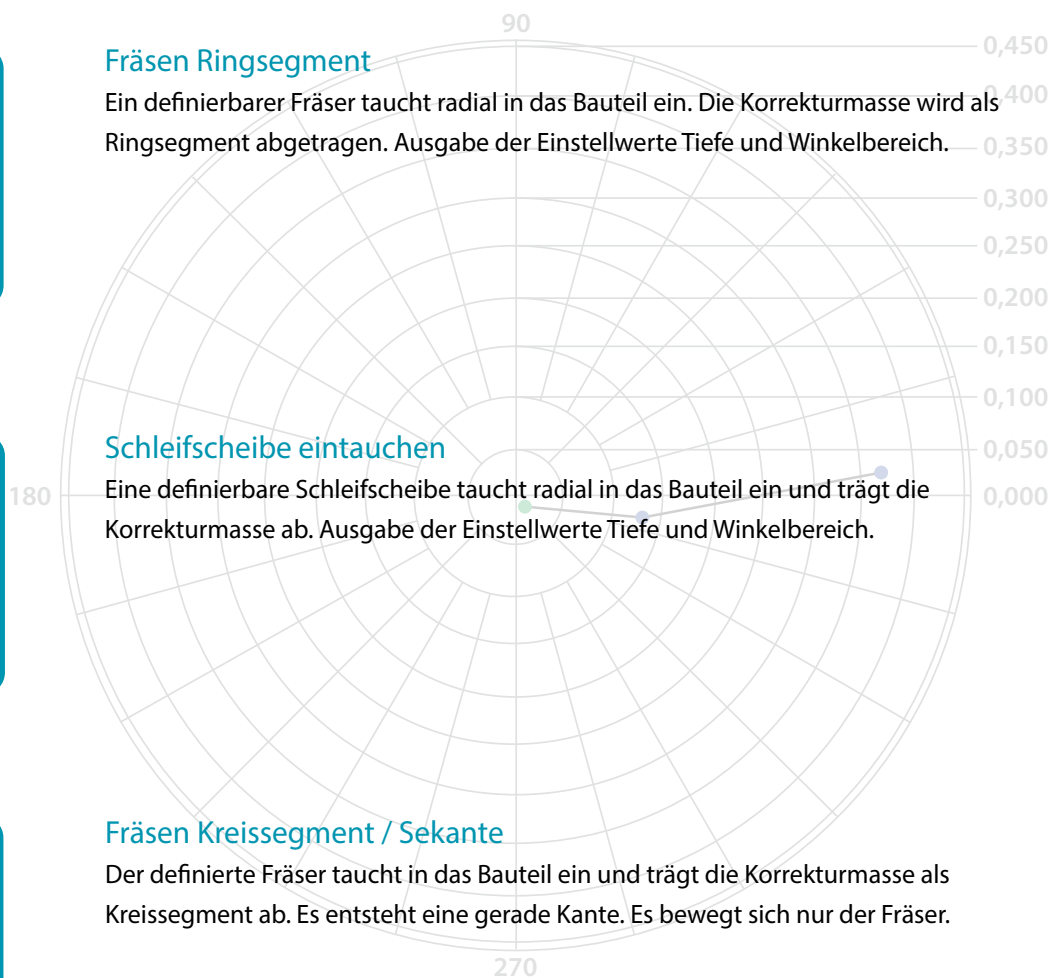 90
0,450
Fräsen Ringsegment
Ein definierbarer Fräser taucht radial in das Bauteil ein. Die Korrekturmasse wird als
0,400
Ringsegment abgetragen. Ausgabe der Einstellwerte Tiefe und Winkelbereich.
0,350
0,300
0,250
0,200
0,150
0,100
Schleifscheibe eintauchen
0,050
180
Eine definierbare Schleifscheibe taucht radial in das Bauteil ein und trägt die
0,000
Korrekturmasse ab. Ausgabe der Einstellwerte Tiefe und Winkelbereich.
Fräsen Kreissegment / Sekante
Der definierte Fräser taucht in das Bauteil ein und trägt die Korrekturmasse als
Kreissegment ab. Es entsteht eine gerade Kante. Es bewegt sich nur der Fräser.
270